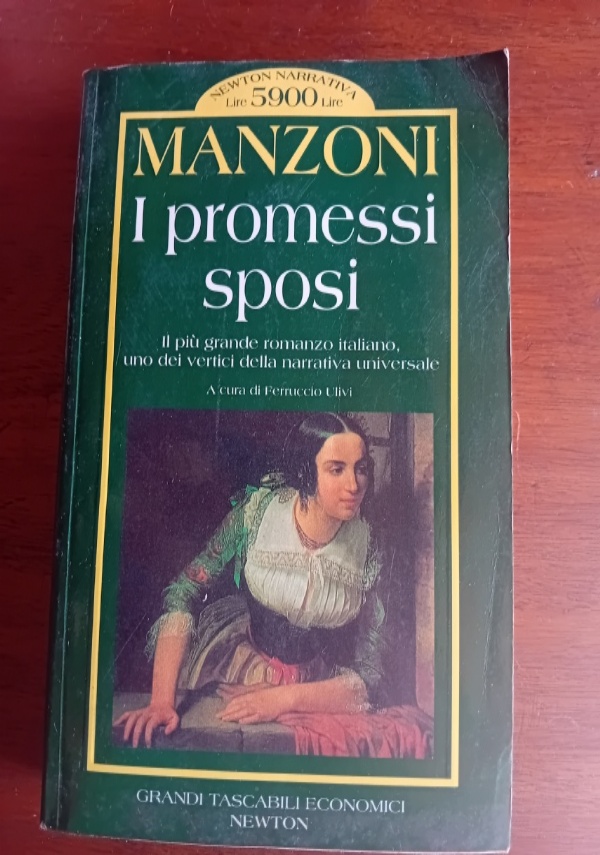 NEWTON NARRATIVA
Lire 5900 Lire
MANZONI
I promessi
sposi
Il più grande romanzo italiano,
uno dei vertici della narrativa universale
A cura di Ferruccio Ulivi
GRANDI TASCABILI ECONOMICI
NEWTON